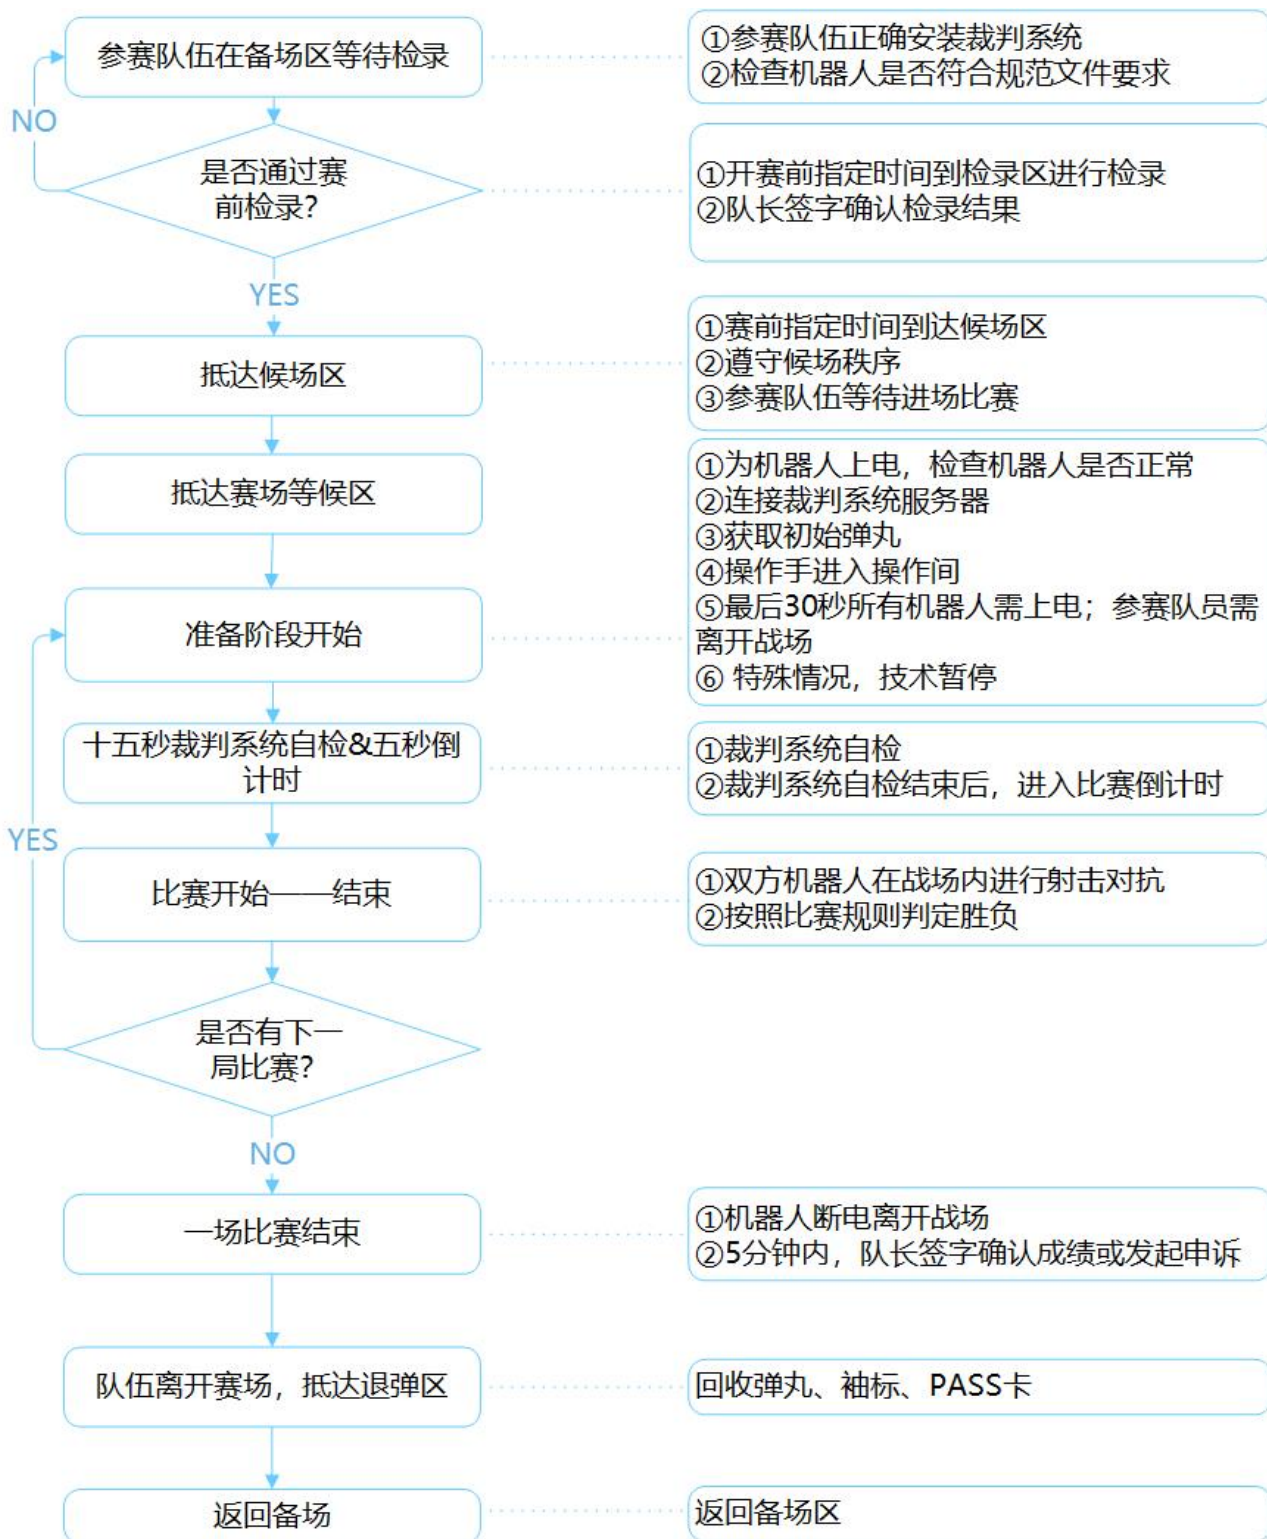 参赛队伍在备场区等待检录
①参赛队伍正确安装裁判系统
②检查机器人是否符合规范文件要求
NO
是否通过赛
前检录?
①开赛前指定时间到检录区进行检录
②队长签字确认检录结果
YES
抵达候场区
①赛前指定时间到达候场区
②遵守候场秩序
③参赛队伍等待进场比赛
抵达赛场等候区
准备阶段开始
①为机器人上电，检查机器人是否正常
②连接裁判系统服务器
③获取初始弹丸
④操作手进入操作间
⑤最后30秒所有机器人需上电；参赛队员需
离开战场
⑥ 特殊情况，技术暂停
十五秒裁判系统自检&五秒倒
计时
①裁判系统自检
②裁判系统自检结束后，进入比赛倒计时
YES
比赛开始——结束
①双方机器人在战场内进行射击对抗
②按照比赛规则判定胜负
是否有下一
局比赛?
NO
一场比赛结束
①机器人断电离开战场
②5分钟内，队长签字确认成绩或发起申诉
队伍离开赛场，抵达退弹区
回收弹丸、袖标、PASS卡
返回备场
返回备场区